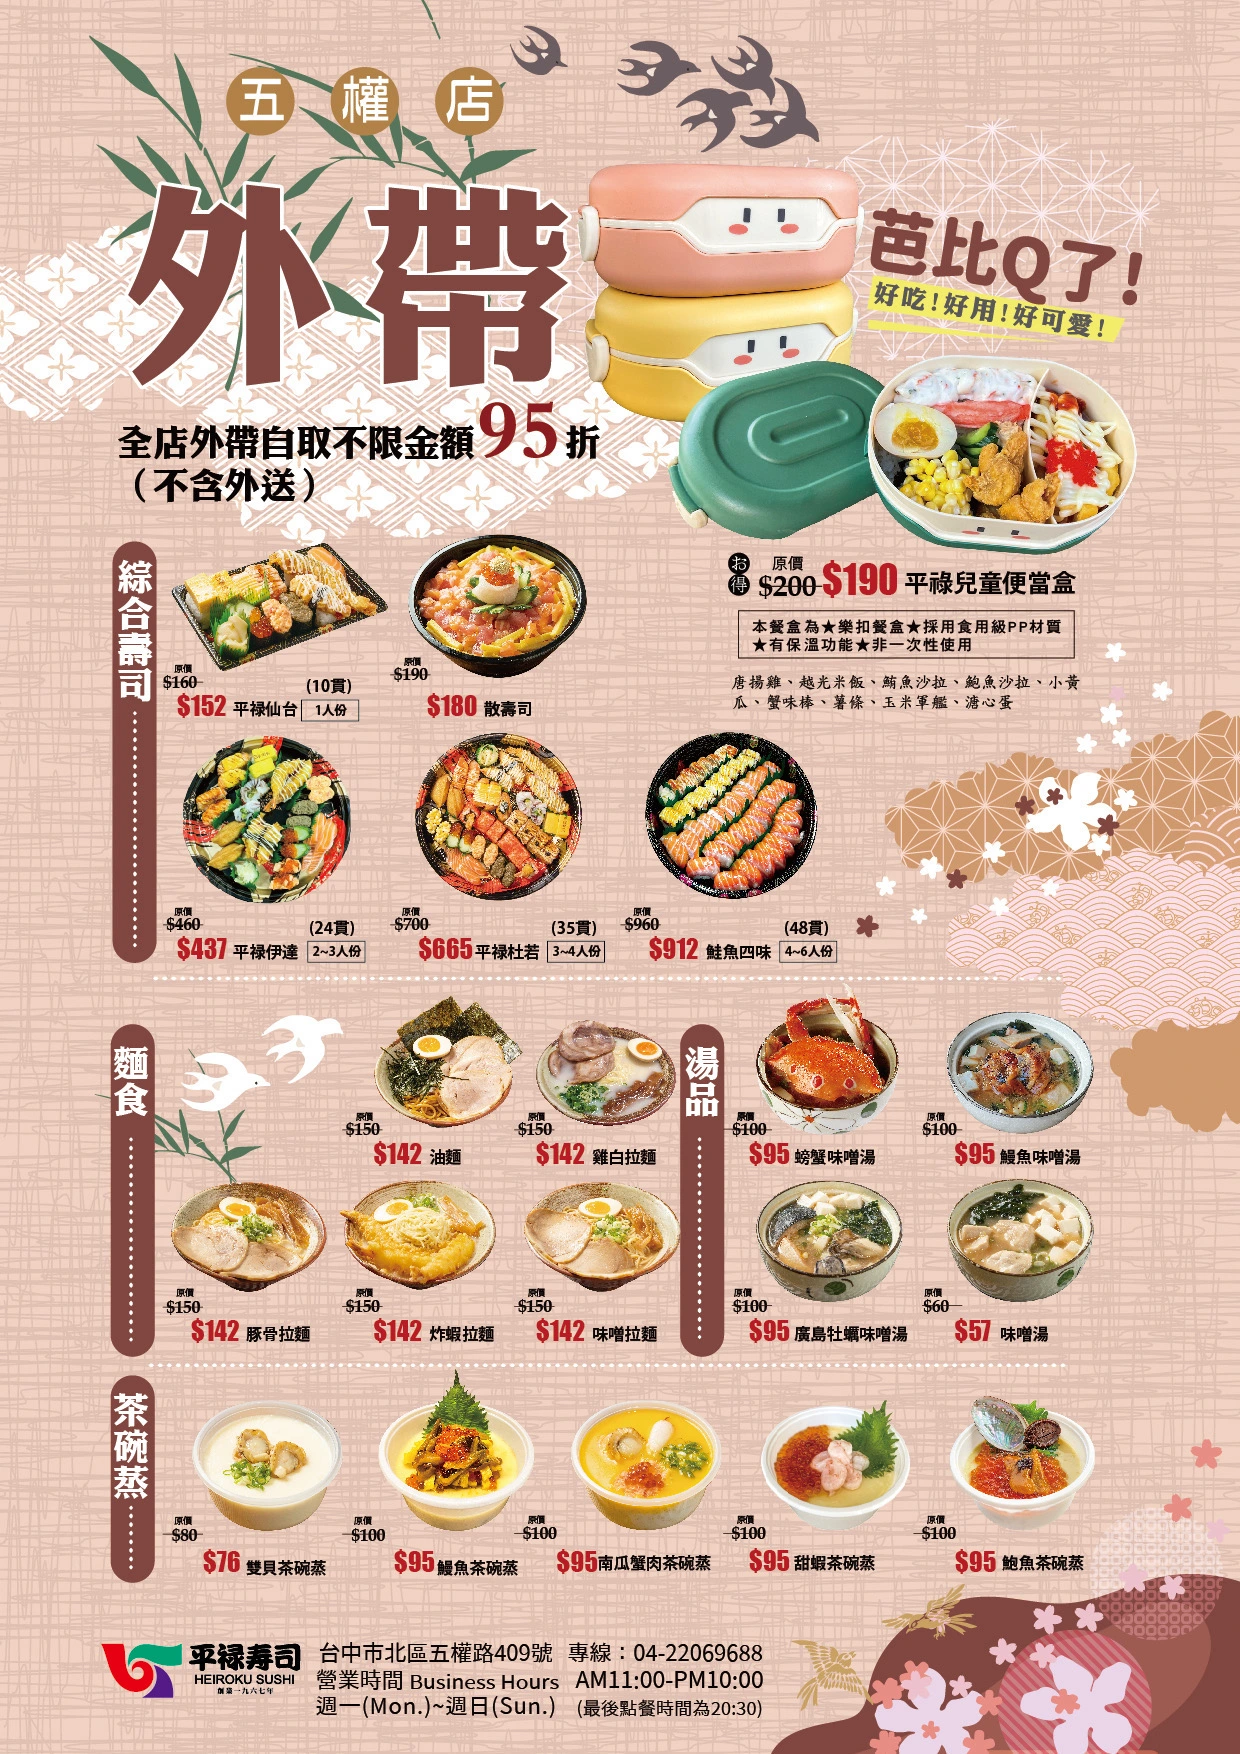 五權店
外帶
芭比Q了!
好吃!好用!好可愛!
全店外帶自取不限金額95折
(不含外送)
お得
原價
$200 $190 平祿兒童便當盒
本餐盒為★樂扣餐盒★採用食用級PP材質
★有保溫功能★非一次性使用
唐揚雞、越光米飯、鮪魚沙拉、鮑魚沙拉、小黃
瓜、蟹味棒、薯條、玉米軍艦、溏心蛋
綜合壽司
原價
$160
(10貫)
$152 平禄仙台 1人份
原價
$190
$180 散壽司
原價
$460
(24貫)
$437 平禄伊達 2~3人份
原價
$700
(35貫)
$665 平禄杜若 3~4人份
原價
$960
(48貫)
$912 鮭魚四味 4~6人份
麵食
原價
$150
$142 油麵
原價
$150
$142 雞白拉麵
原價
$150
$142 豚骨拉麵
原價
$150
$142 炸蝦拉麵
原價
$150
$142 味噌拉麵
湯品
原價
$100
$95 螃蟹味噌湯
原價
$100
$95 鰻魚味噌湯
原價
$100
$95 廣島牡蠣味噌湯
原價
$60
$57 味噌湯
茶碗蒸
原價
$80
$76 雙貝茶碗蒸
原價
$100
$95 鰻魚茶碗蒸
原價
$100
$95 南瓜蟹肉茶碗蒸
原價
$100
$95 甜蝦茶碗蒸
原價
$100
$95 鮑魚茶碗蒸
平禄寿司
HEIROKU SUSHI
創業一九六七年
台中市北區五權路409號 專線：04-22069688
營業時間 Business Hours AM11:00-PM10:00
週一(Mon.)~週日(Sun.) (最後點餐時間為20:30)